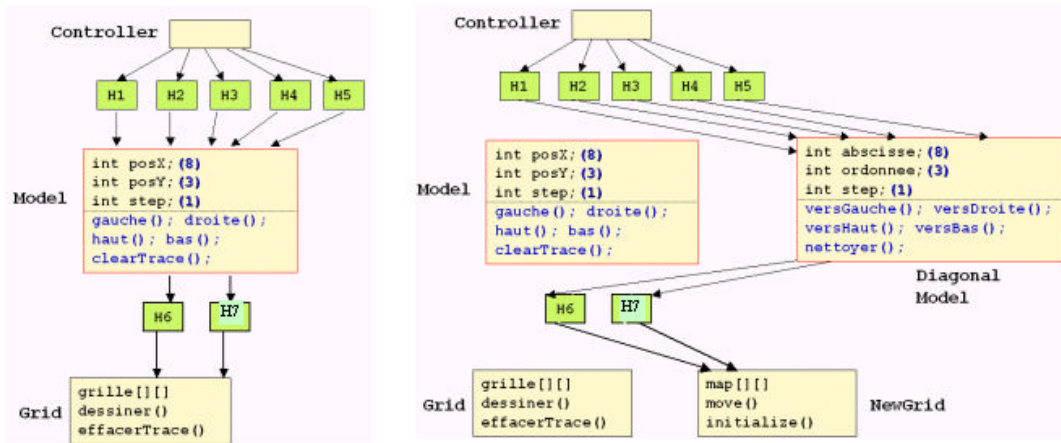 Controller
H1 H2 H3 H4 H5
Model
int posX; (8)
int posY; (3)
int step; (1)
gauche(); droite();
haut(); bas();
clearTrace();
H6 H7
Grid
grille[][]
dessiner()
effacerTrace()
Controller
H1 H2 H3 H4 H5
Model
int posX; (8)
int posY; (3)
int step; (1)
gauche(); droite();
haut(); bas();
clearTrace();
int abscisse; (8)
int ordonnee; (3)
int step; (1)
versGauche(); versDroite();
versHaut(); versBas();
nettoyer();
Diagonal
Model
H6 H7
Grid
grille[][]
dessiner()
effacerTrace()
map[][]
move()
initialize()
NewGrid